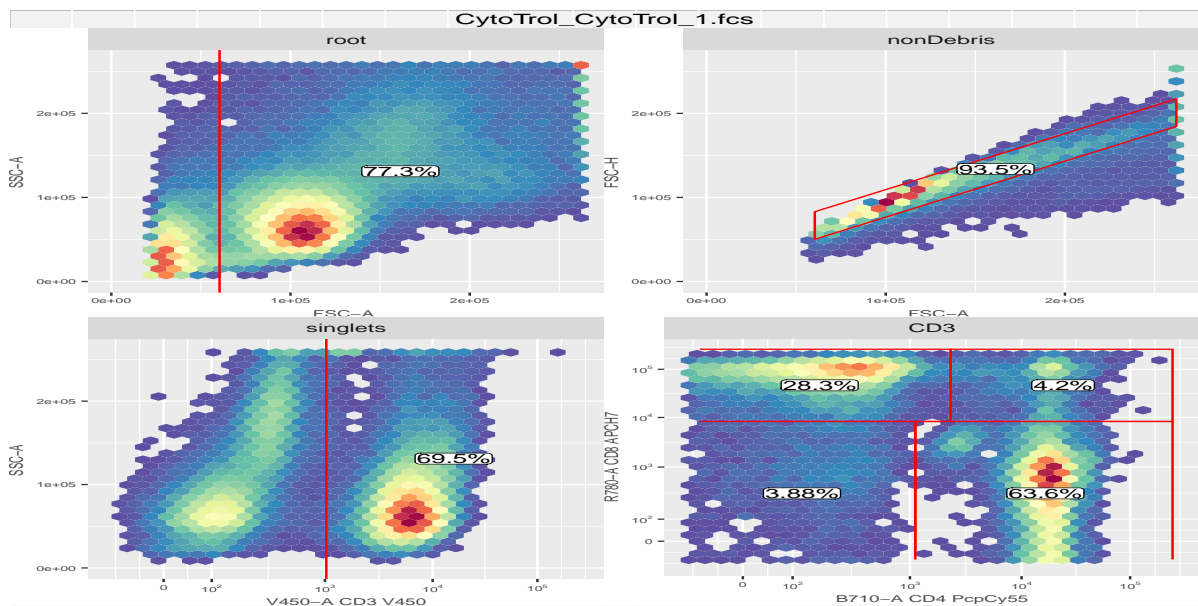 CytoTrol_CytoTrol_1.fcs
root
nonDebris
2e+05
1e+05
0e+00
SSC-A
77.3%
0e+00 1e+05 2e+05
FSC-A
2e+05
1e+05
0e+00
FSC-H
93.5%
0e+00 1e+05 2e+05
FSC-A
singlets
CD3
2e+05
1e+05
0e+00
SSC-A
69.5%
0 10² 10³ 10⁴ 10⁵
V450-A CD3 V450
10⁵
10⁴
10³
10²
0
R780-A CD8 APCH7
28.3% 4.2%
3.88% 63.6%
0 10² 10³ 10⁴ 10⁵
B710-A CD4 PcpCy55